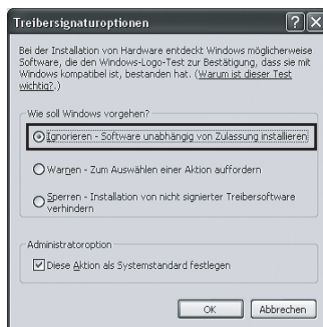 Treibersignaturoptionen
Bei der Installation von Hardware entdeckt Windows möglicherweise
Software, die den Windows-Logo-Test zur Bestätigung, dass sie mit
Windows kompatibel ist, bestanden hat. (Warum ist dieser Test
wichtig?.)
Wie soll Windows vorgehen?
Ignorieren - Software unabhängig von Zulassung installieren
Warnen - Zum Auswählen einer Aktion auffordern
Sperren - Installation von nicht signierter Treibersoftware
verhindern
Administratoroption
Diese Aktion als Systemstandard festlegen
OK Abbrechen